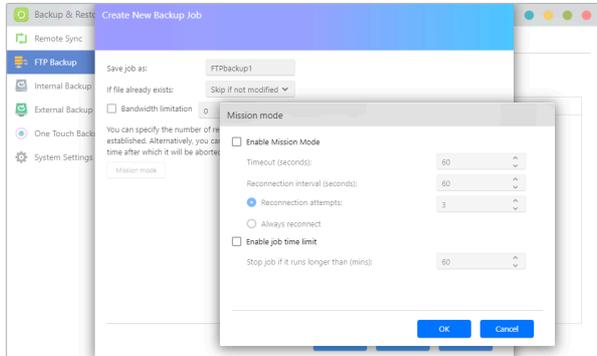 Backup & Resto
Create New Backup Job
Remote Sync
FTP Backup
Internal Backup
External Backup
One Touch Back
System Settings
Save job as:
FTPbackup1
If file already exists:
Skip if not modified
Bandwidth limitation
0
You can specify the number of re
established. Alternatively, you ca
time after which it will be aborte
Mission mode
Mission mode
Enable Mission Mode
Timeout (seconds):
60
Reconnection interval (seconds):
60
Reconnection attempts:
3
Always reconnect
Enable job time limit
Stop job if it runs longer than (mins):
60
OK
Cancel